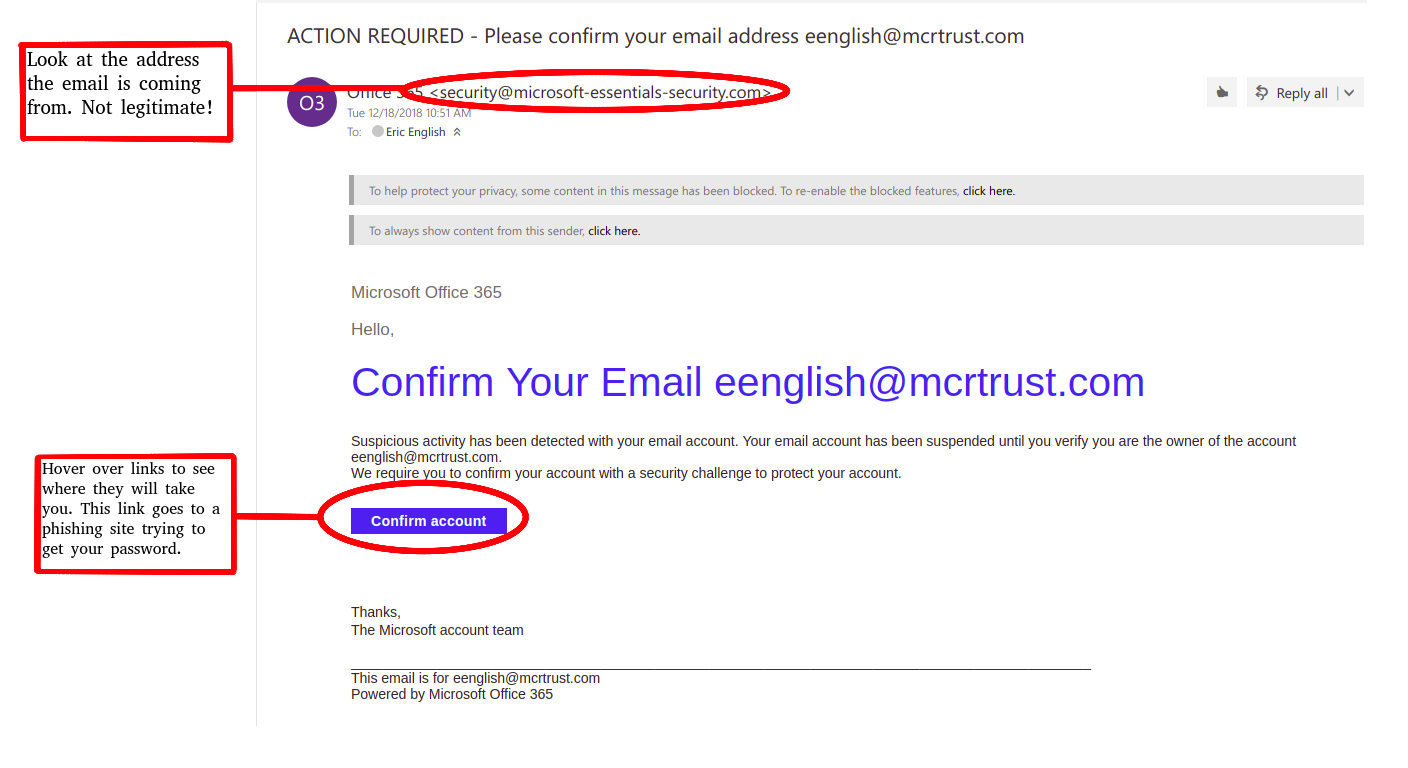 ACTION REQUIRED - Please confirm your email address eenglish@mcrtrust.com
Look at the address
the email is coming
from. Not legitimate!
O3
Office 365 <security@microsoft-essentials-security.com>
Reply all
Tue 12/18/2018 10:51 AM
To: Eric English
To help protect your privacy, some content in this message has been blocked. To re-enable the blocked features, click here.
To always show content from this sender, click here.
Microsoft Office 365
Hello,
Confirm Your Email eenglish@mcrtrust.com
Suspicious activity has been detected with your email account. Your email account has been suspended until you verify you are the owner of the account
eenglish@mcrtrust.com.
We require you to confirm your account with a security challenge to protect your account.
Hover over links to see
where they will take
you. This link goes to a
phishing site trying to
get your password.
Confirm account
Thanks,
The Microsoft account team
This email is for eenglish@mcrtrust.com
Powered by Microsoft Office 365